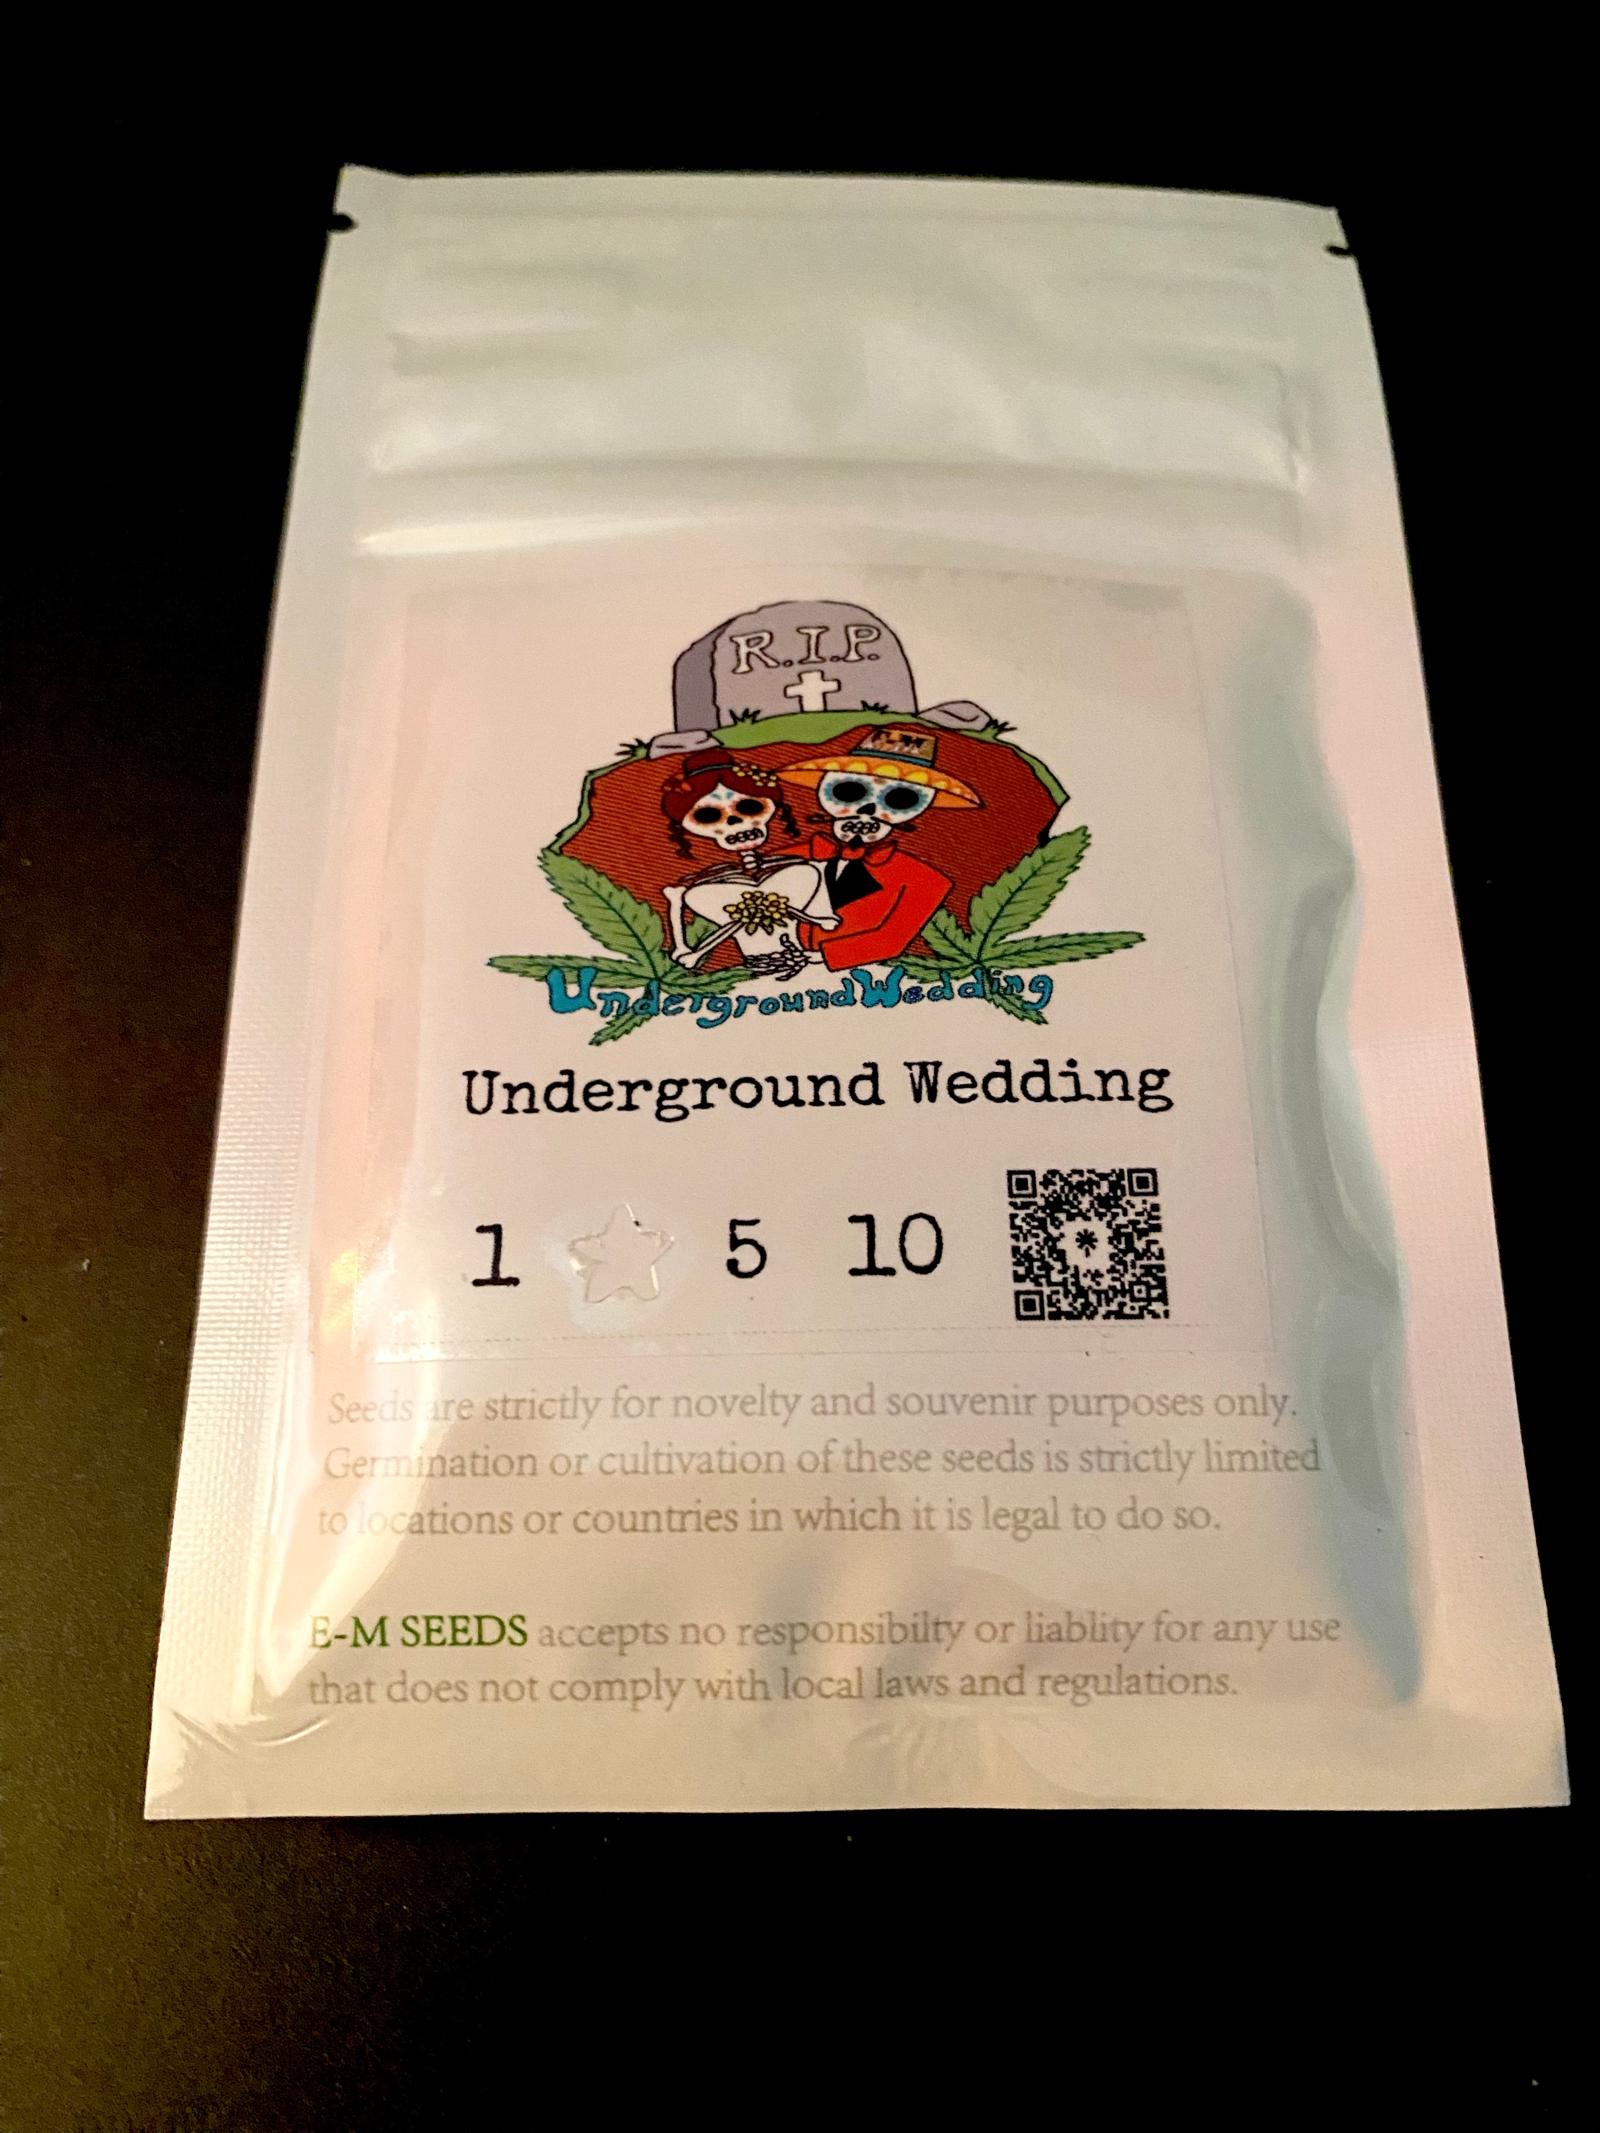 R.I.P.
E-M
UndergroundWedding
Underground Wedding
1 5 10
Seeds are strictly for novelty and souvenir purposes only.
Germination or cultivation of these seeds is strictly limited
to locations or countries in which it is legal to do so.
E-M SEEDS accepts no responsibilty or liablity for any use
that does not comply with local laws and regulations.